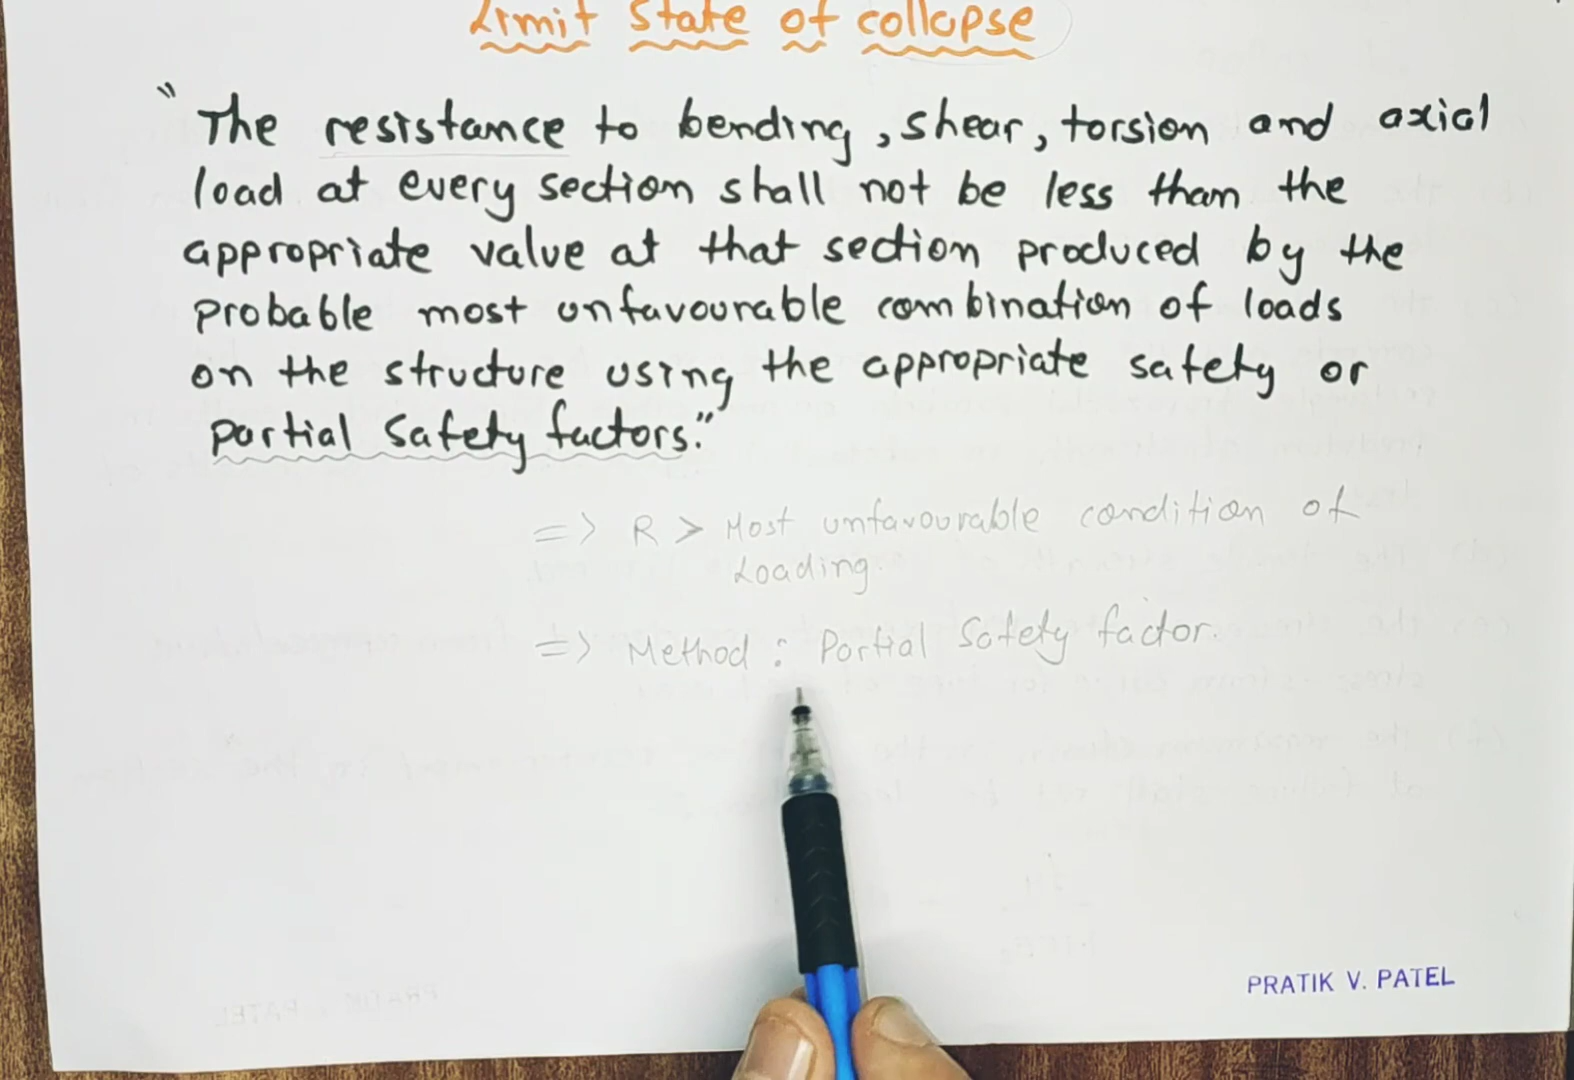 Limit State of collapse
"The resistance to bending, shear, torsion and axial
load at every section shall not be less than the
appropriate value at that section produced by the
probable most unfavourable combination of loads
on the structure using the appropriate safety or
partial safety factors."
=> R > Most unfavourable condition of
Loading.
=> Method : Partial Safety factor.
PRATIK V. PATEL